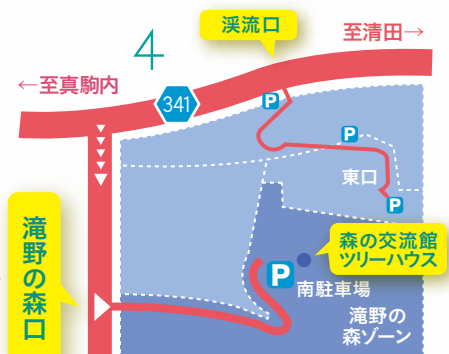 渓流口
至清田→
←至真駒内
341
P
P
東口
P
滝野の森口
森の交流館
ツリーハウス
P
南駐車場
滝野の
森ゾーン